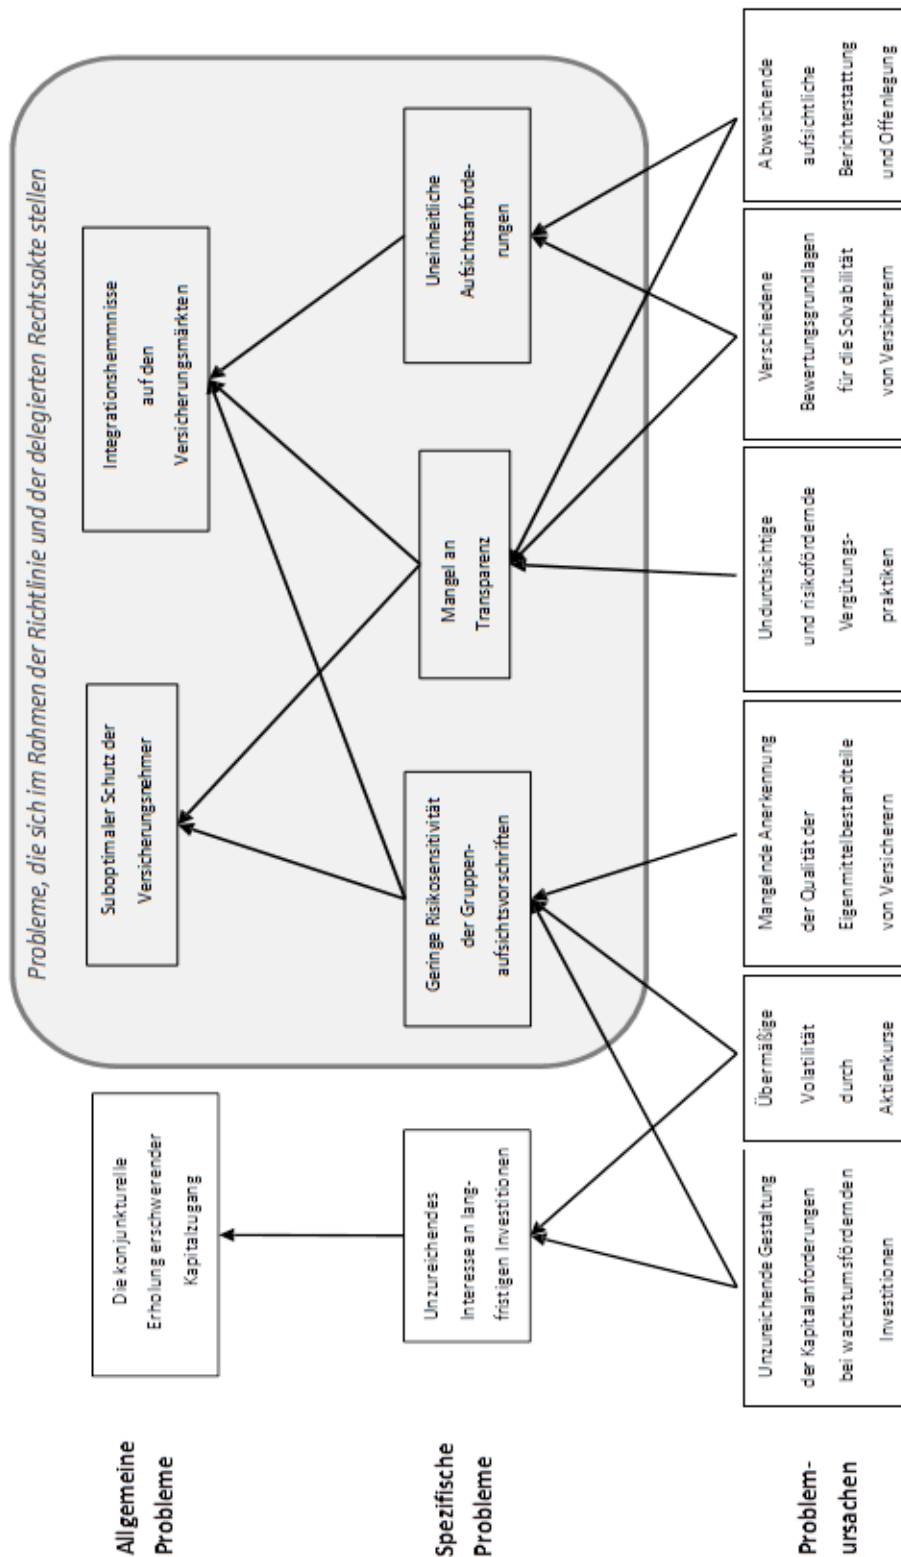 Probleme, die sich im Rahmen der Richtlinie und der delegierten Rechtsakte stellen
Allgemeine
Probleme
Die konjunkturelle
Erholung erschwerender
Kapitalzugang
Suboptimaler Schutz der
Versicherungsnehmer
Integrationshemmnisse
auf den
Versicherungsmärkten
Spezifische
Probleme
Unzureichendes
Interesse an lang-
fristigen Investitionen
Geringe Risikosensitivität
der Gruppen-
aufsichtsvorschriften
Mangel an
Transparenz
Uneinheitliche
Aufsichtsanforde-
rungen
Problem-
ursachen
Unzureichende Gestaltung
der Kapitalanforderungen
bei wachstumsfördernden
Investitionen
Übermäßige
Volatilität
durch
Aktienkurse
Mangelnde Anerkennung
der Qualität der
Eigenmittelbestandteile
von Versicherern
Undurchsichtige
und risikofördernde
Vergütungs-
praktiken
Verschiedene
Bewertungsgrundlagen
für die Solvabilität
von Versicherern
Abweichende
aufsichtliche
Berichterstattung
und Offenlegung